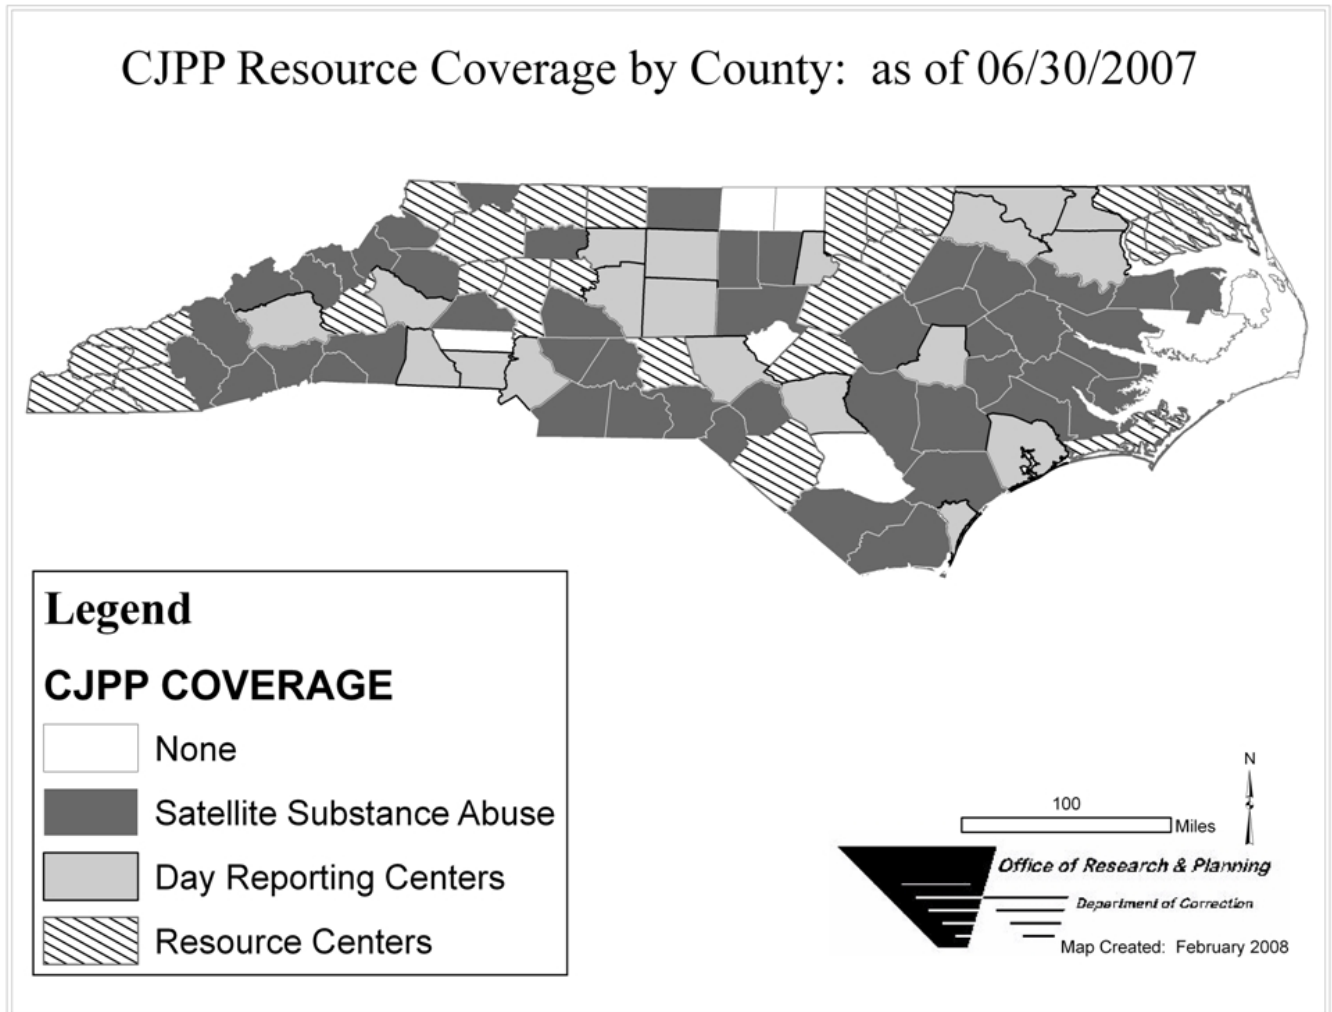 CJPP Resource Coverage by County:  as of 06/30/2007
Legend
CJPP COVERAGE
None
Satellite Substance Abuse
Day Reporting Centers
Resource Centers
N
100
Miles
Office of Research & Planning
Department of Correction
Map Created:  February 2008